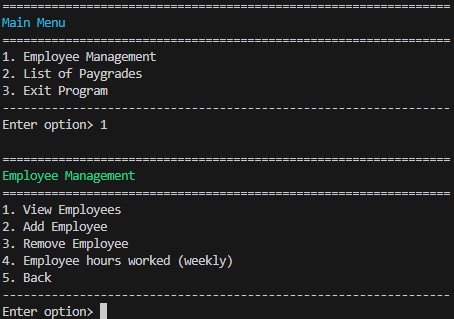 ================================================================
Main Menu
================================================================
1. Employee Management
2. List of Paygrades
3. Exit Program
----------------------------------------------------------------
Enter option> 1
================================================================
Employee Management
================================================================
1. View Employees
2. Add Employee
3. Remove Employee
4. Employee hours worked (weekly)
5. Back
----------------------------------------------------------------
Enter option>